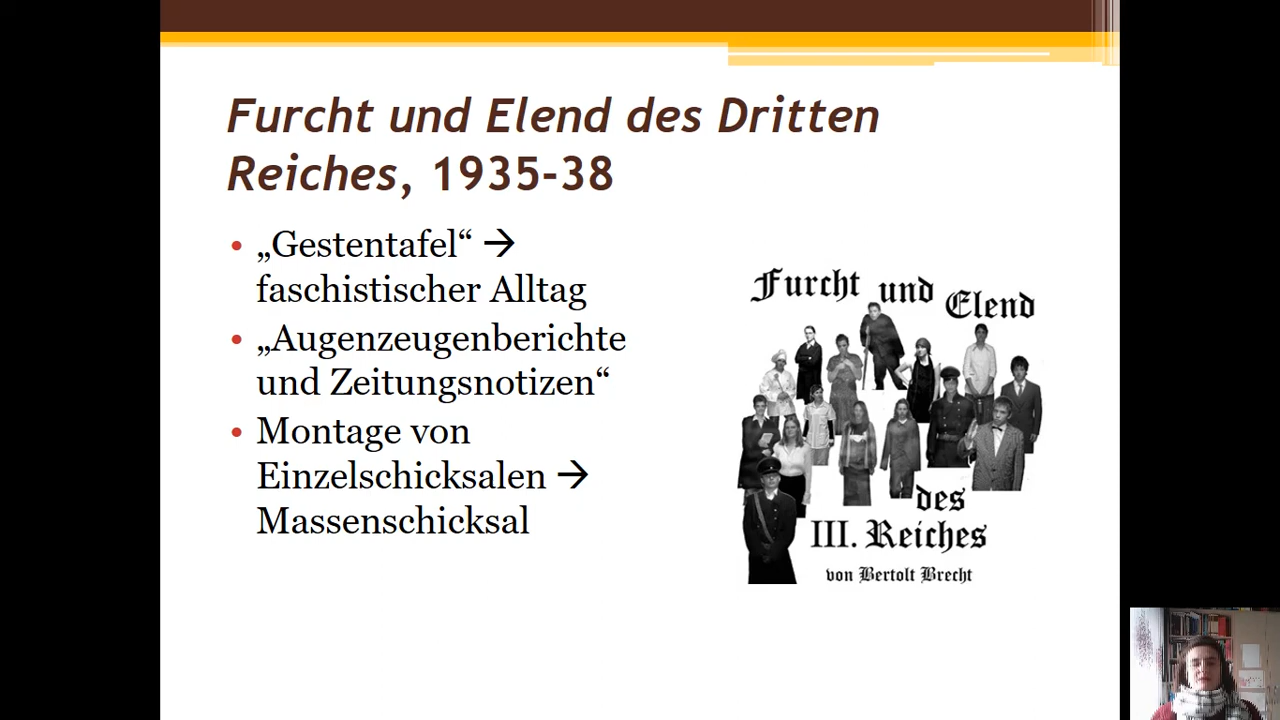 Furcht und Elend des Dritten
Reiches, 1935-38
• „Gestentafel“ →
faschistischer Alltag
• „Augenzeugenberichte
und Zeitungsnotizen“
• Montage von
Einzelschicksalen →
Massenschicksal
Furcht und Elend
des
III. Reiches
von Bertolt Brecht